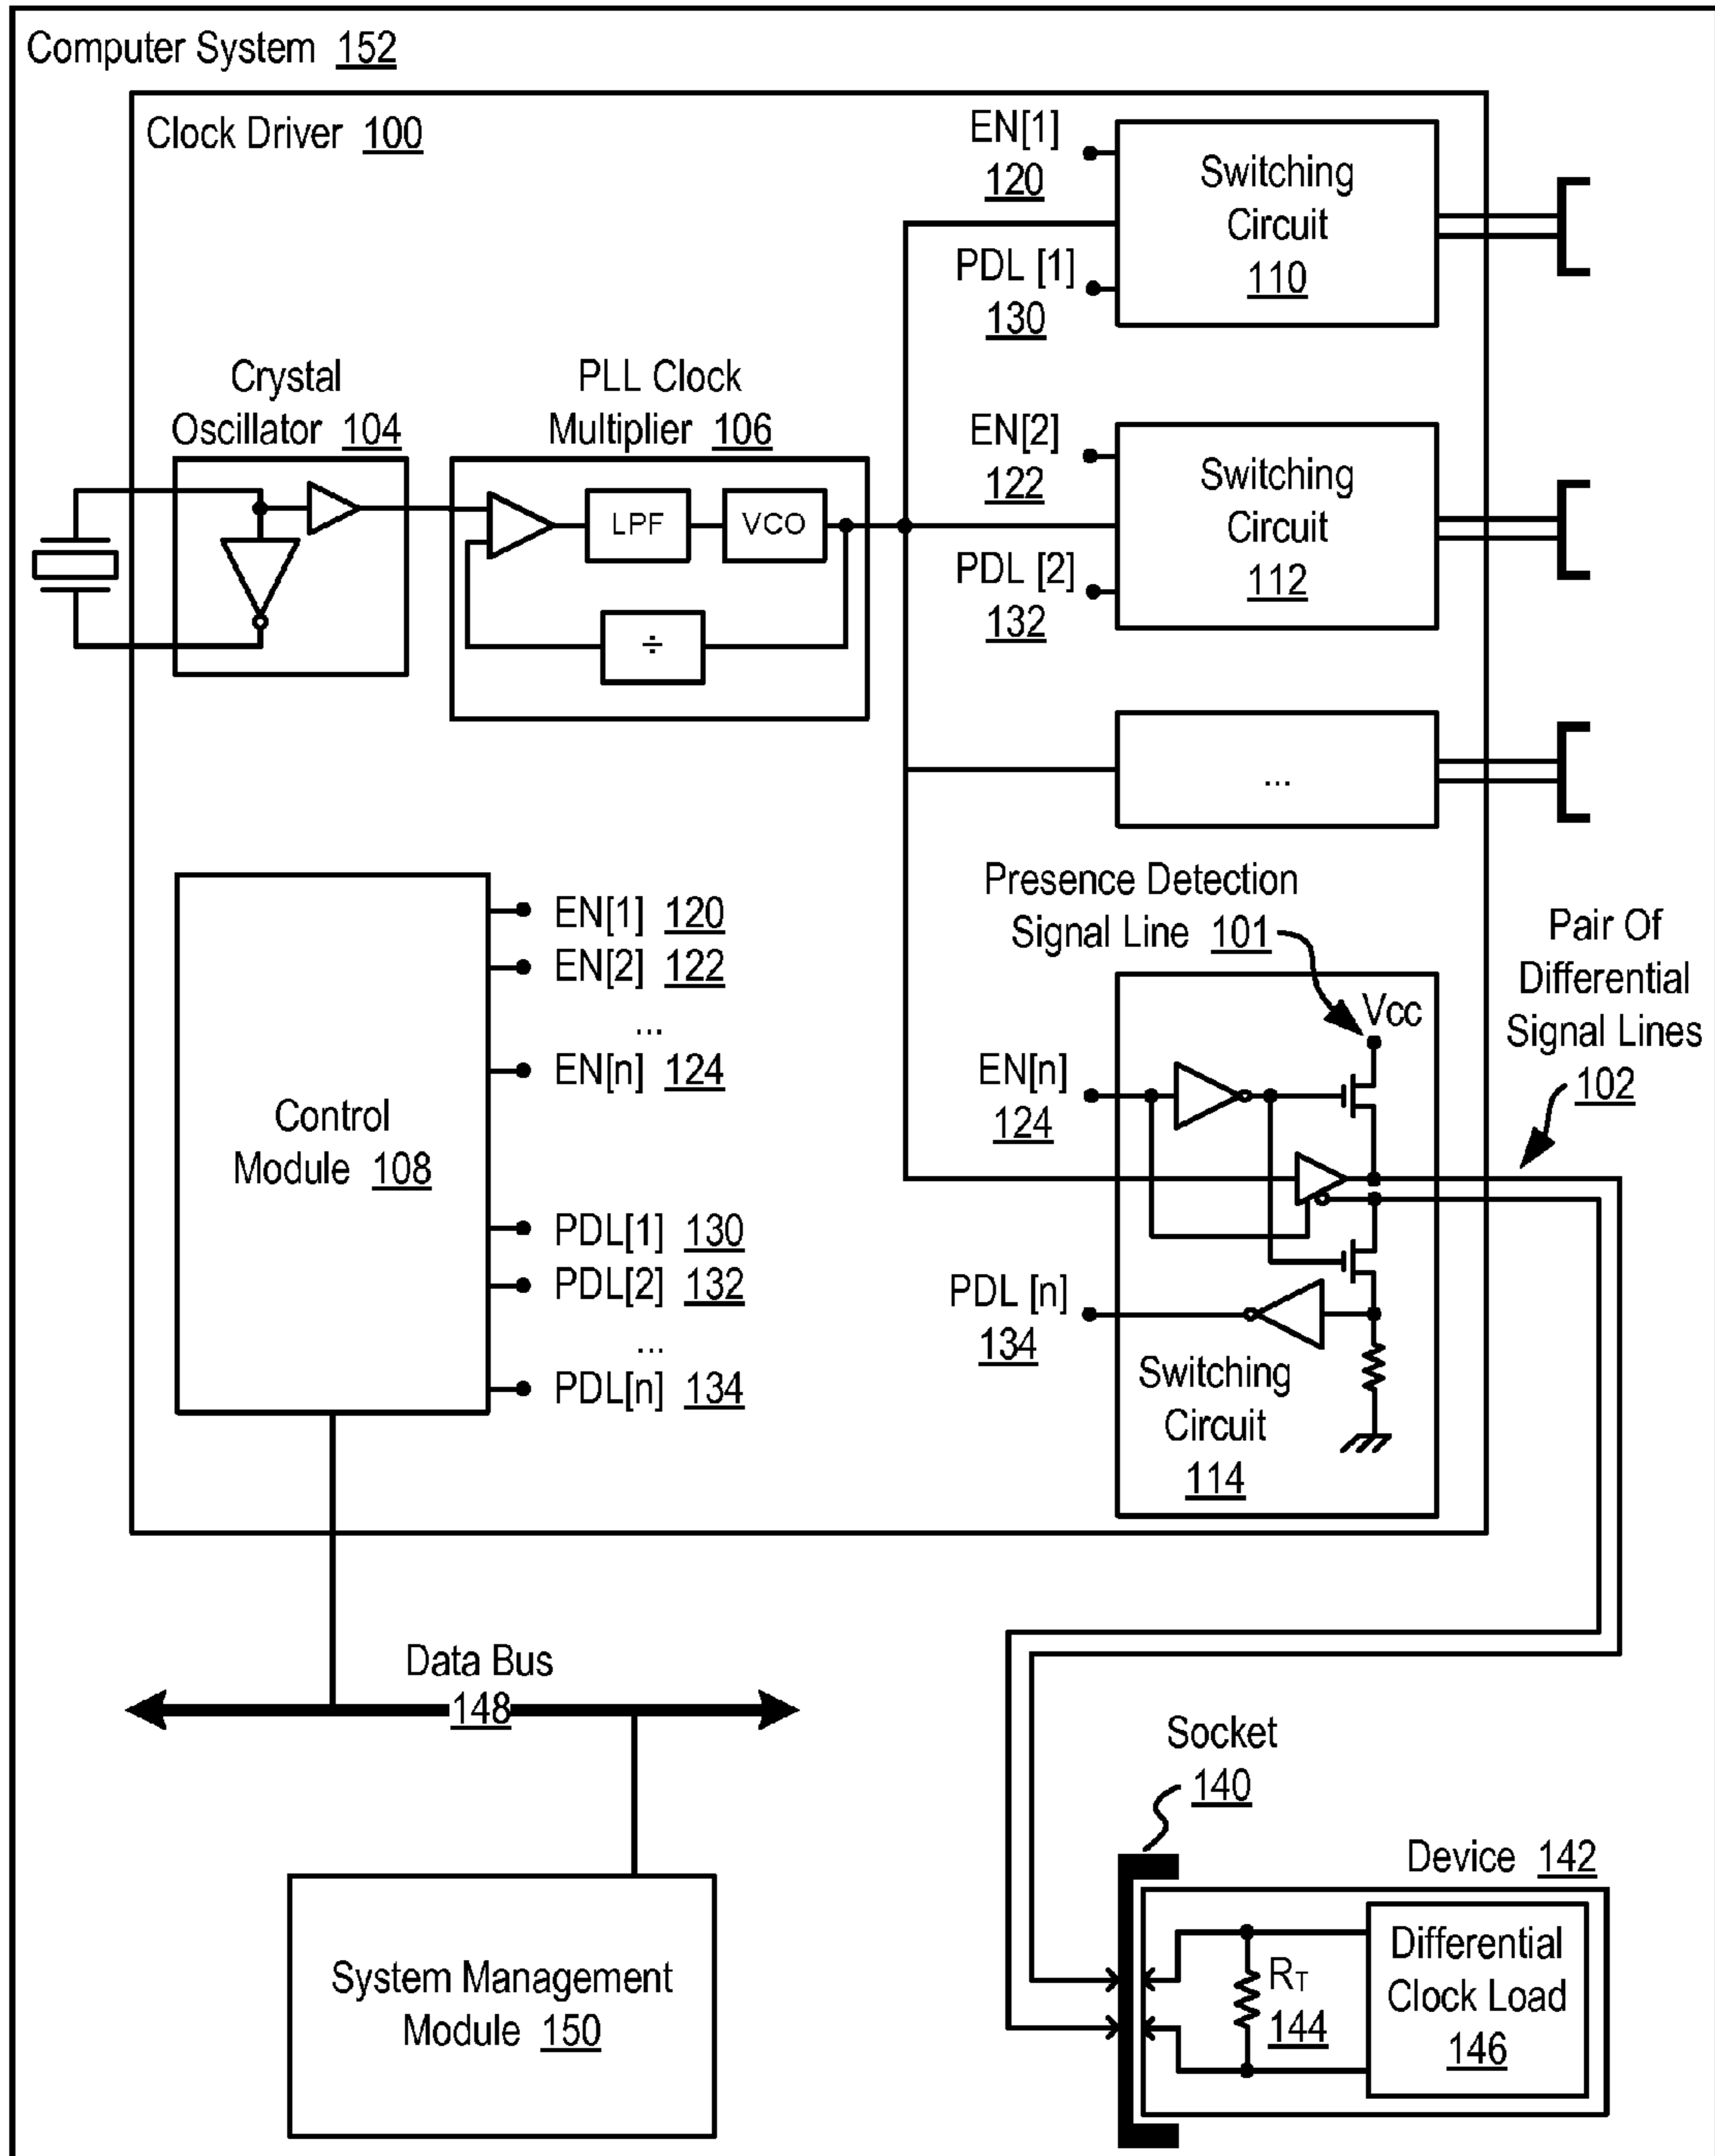 Computer System 152
Clock Driver 100
EN[1]
120
PDL [1]
130
Switching
Circuit
110
Crystal
Oscillator 104
PLL Clock
Multiplier 106
LPF
VCO
÷
EN[2]
122
PDL [2]
132
Switching
Circuit
112
...
Presence Detection
Signal Line 101
Pair Of
Differential
Signal Lines
102
Control
Module 108
EN[1] 120
EN[2] 122
...
EN[n] 124
PDL[1] 130
PDL[2] 132
...
PDL[n] 134
Vcc
EN[n]
124
PDL [n]
134
Switching
Circuit
114
Data Bus
148
System Management
Module 150
Socket
140
Device 142
RT
144
Differential
Clock Load
146